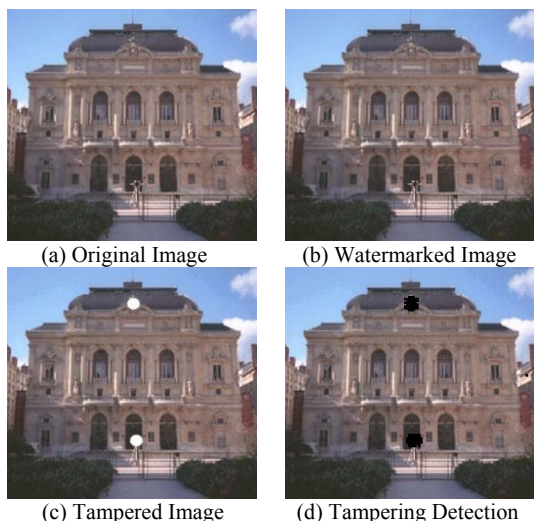 (a) Original Image
(b) Watermarked Image
(c) Tampered Image
(d) Tampering Detection